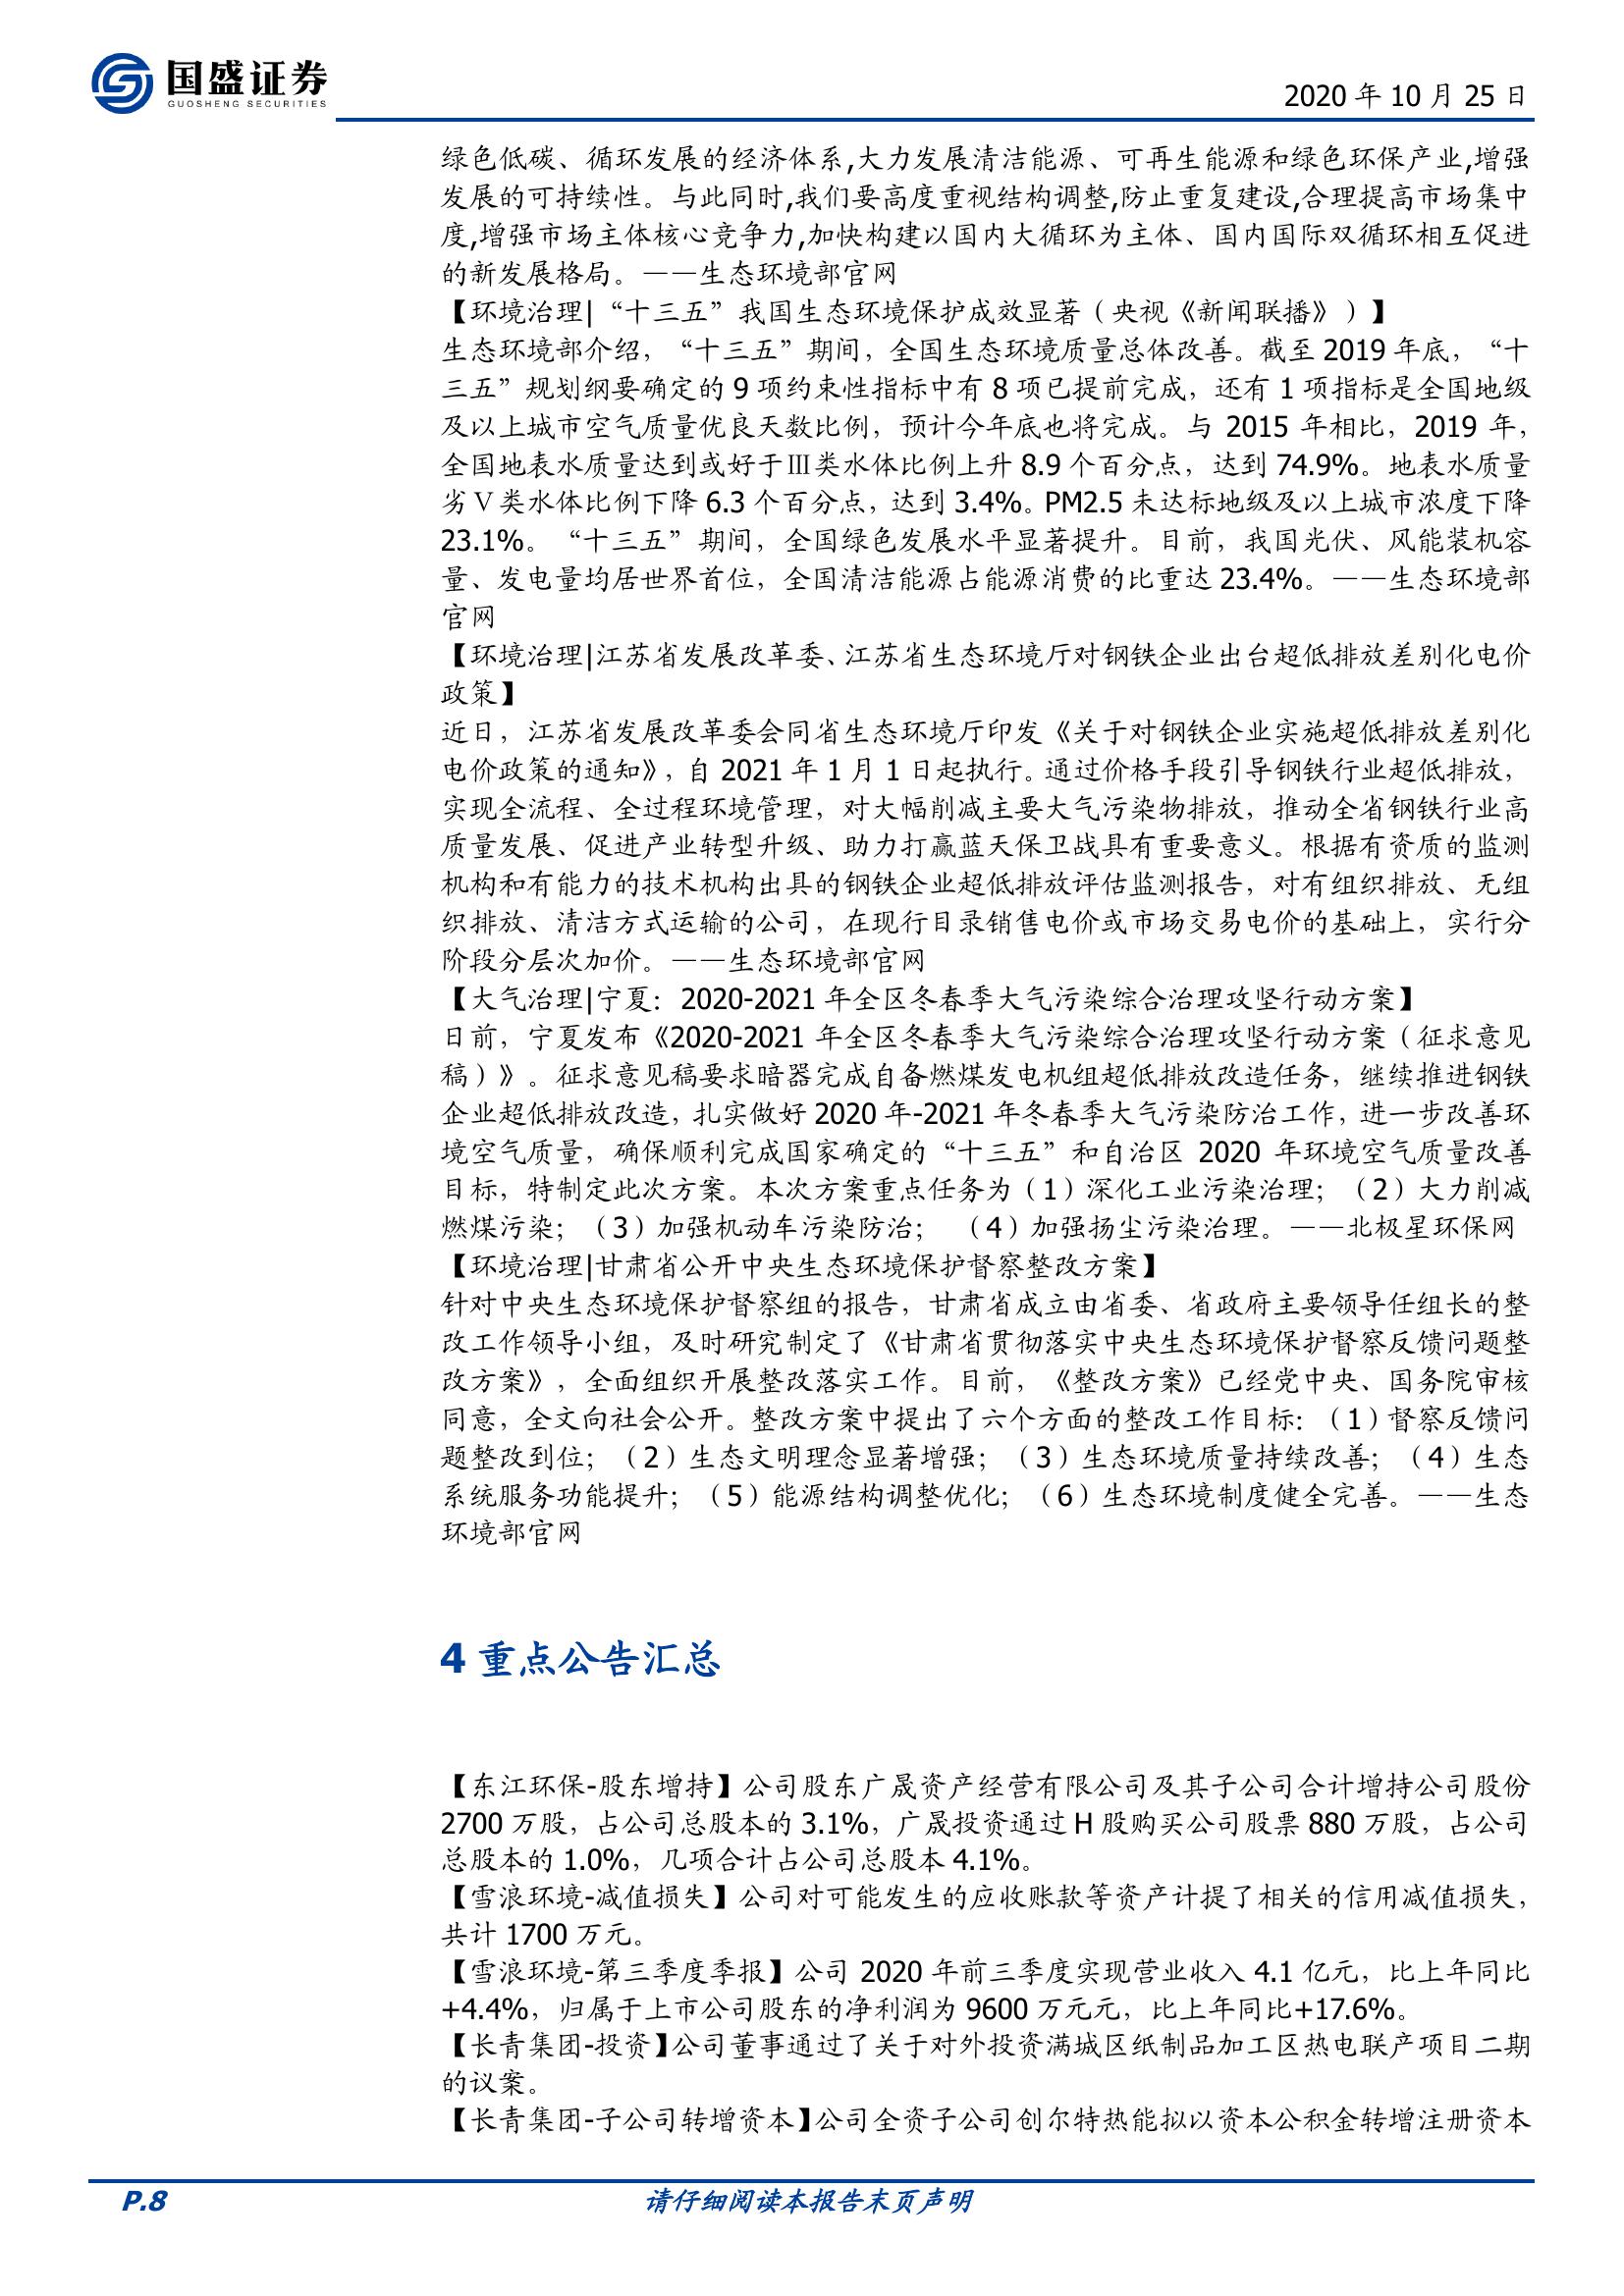 国盛证券
GUOSHENG SECURITIES
2020 年 10 月 25 日
绿色低碳、循环发展的经济体系,大力发展清洁能源、可再生能源和绿色环保产业,增强
发展的可持续性。与此同时,我们要高度重视结构调整,防止重复建设,合理提高市场集中
度,增强市场主体核心竞争力,加快构建以国内大循环为主体、国内国际双循环相互促进
的新发展格局。——生态环境部官网
【环境治理|“十三五”我国生态环境保护成效显著（央视《新闻联播》）】
生态环境部介绍，“十三五”期间，全国生态环境质量总体改善。截至 2019 年底，“十
三五”规划纲要确定的 9 项约束性指标中有 8 项已提前完成，还有 1 项指标是全国地级
及以上城市空气质量优良天数比例，预计今年底也将完成。与 2015 年相比，2019 年，
全国地表水质量达到或好于Ⅲ类水体比例上升 8.9 个百分点，达到 74.9%。地表水质量
劣Ⅴ类水体比例下降 6.3 个百分点，达到 3.4%。PM2.5 未达标地级及以上城市浓度下降
23.1%。“十三五”期间，全国绿色发展水平显著提升。目前，我国光伏、风能装机容
量、发电量均居世界首位，全国清洁能源占能源消费的比重达 23.4%。——生态环境部
官网
【环境治理|江苏省发展改革委、江苏省生态环境厅对钢铁企业出台超低排放差别化电价
政策】
近日，江苏省发展改革委会同省生态环境厅印发《关于对钢铁企业实施超低排放差别化
电价政策的通知》，自 2021 年 1 月 1 日起执行。通过价格手段引导钢铁行业超低排放，
实现全流程、全过程环境管理，对大幅削减主要大气污染物排放，推动全省钢铁行业高
质量发展、促进产业转型升级、助力打赢蓝天保卫战具有重要意义。根据有资质的监测
机构和有能力的技术机构出具的钢铁企业超低排放评估监测报告，对有组织排放、无组
织排放、清洁方式运输的公司，在现行目录销售电价或市场交易电价的基础上，实行分
阶段分层次加价。——生态环境部官网
【大气治理|宁夏：2020-2021 年全区冬春季大气污染综合治理攻坚行动方案】
日前，宁夏发布《2020-2021 年全区冬春季大气污染综合治理攻坚行动方案（征求意见
稿）》。征求意见稿要求暗器完成自备燃煤发电机组超低排放改造任务，继续推进钢铁
企业超低排放改造，扎实做好 2020 年-2021 年冬春季大气污染防治工作，进一步改善环
境空气质量，确保顺利完成国家确定的“十三五”和自治区 2020 年环境空气质量改善
目标，特制定此次方案。本次方案重点任务为（1）深化工业污染治理；（2）大力削减
燃煤污染；（3）加强机动车污染防治； （4）加强扬尘污染治理。——北极星环保网
【环境治理|甘肃省公开中央生态环境保护督察整改方案】
针对中央生态环境保护督察组的报告，甘肃省成立由省委、省政府主要领导任组长的整
改工作领导小组，及时研究制定了《甘肃省贯彻落实中央生态环境保护督察反馈问题整
改方案》，全面组织开展整改落实工作。目前，《整改方案》已经党中央、国务院审核
同意，全文向社会公开。整改方案中提出了六个方面的整改工作目标：（1）督察反馈问
题整改到位；（2）生态文明理念显著增强；（3）生态环境质量持续改善；（4）生态
系统服务功能提升；（5）能源结构调整优化；（6）生态环境制度健全完善。——生态
环境部官网
4 重点公告汇总
【东江环保-股东增持】公司股东广晟资产经营有限公司及其子公司合计增持公司股份
2700 万股，占公司总股本的 3.1%，广晟投资通过 H 股购买公司股票 880 万股，占公司
总股本的 1.0%，几项合计占公司总股本 4.1%。
【雪浪环境-减值损失】公司对可能发生的应收账款等资产计提了相关的信用减值损失，
共计 1700 万元。
【雪浪环境-第三季度季报】公司 2020 年前三季度实现营业收入 4.1 亿元，比上年同比
+4.4%，归属于上市公司股东的净利润为 9600 万元元，比上年同比+17.6%。
【长青集团-投资】公司董事通过了关于对外投资满城区纸制品加工区热电联产项目二期
的议案。
【长青集团-子公司转增资本】公司全资子公司创尔特热能拟以资本公积金转增注册资本
P.8
请仔细阅读本报告末页声明